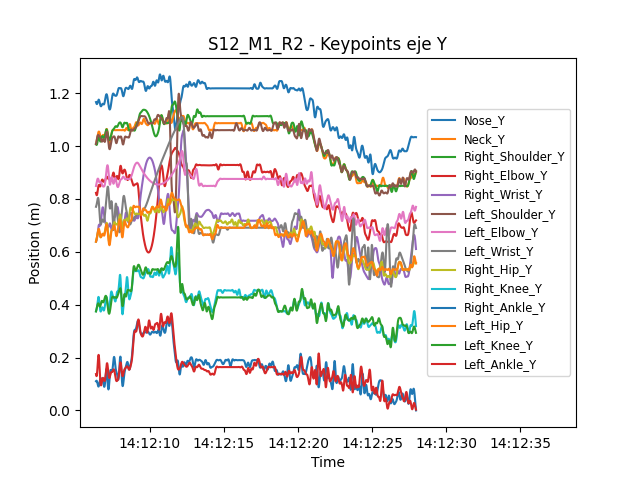 S12_M1_R2 - Keypoints eje Y
Position (m)
1.2
1.0
0.8
0.6
0.4
0.2
0.0
14:12:10 14:12:15 14:12:20 14:12:25 14:12:30 14:12:35
Time
Nose_Y
Neck_Y
Right_Shoulder_Y
Right_Elbow_Y
Right_Wrist_Y
Left_Shoulder_Y
Left_Elbow_Y
Left_Wrist_Y
Right_Hip_Y
Right_Knee_Y
Right_Ankle_Y
Left_Hip_Y
Left_Knee_Y
Left_Ankle_Y